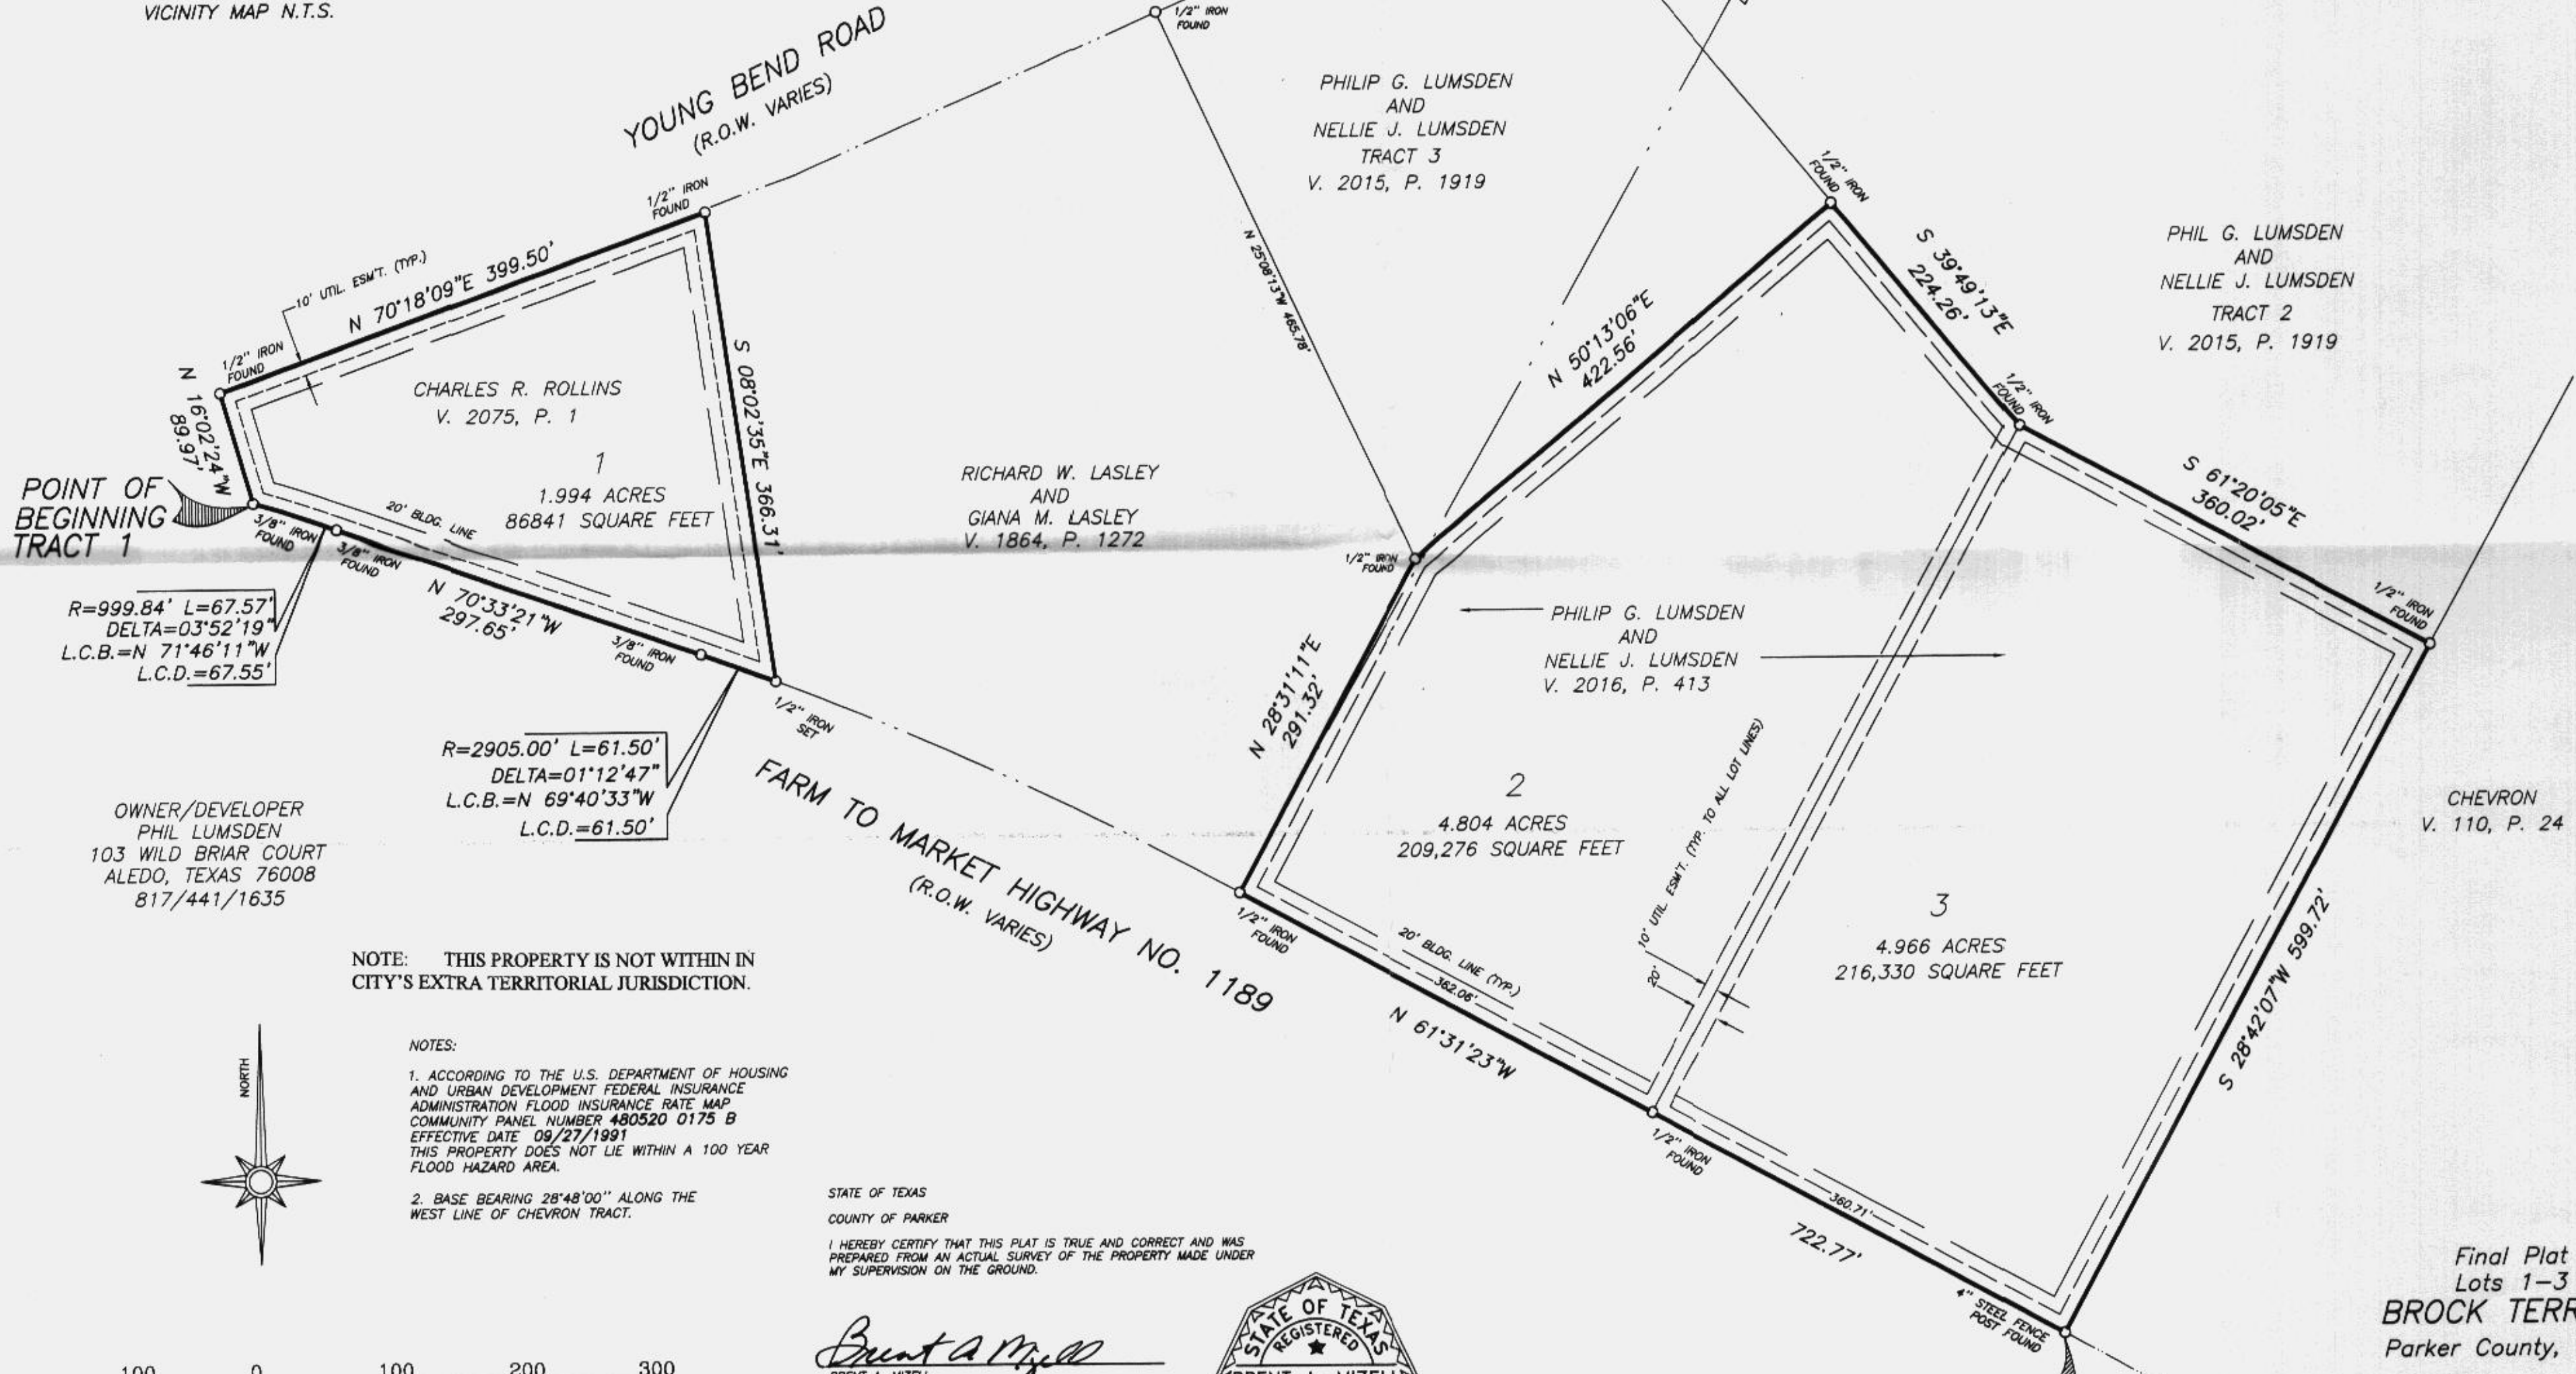 VICINITY MAP N.T.S.
YOUNG BEND ROAD
(R.O.W. VARIES)
1/2" IRON
FOUND
PHILIP G. LUMSDEN
AND
NELLIE J. LUMSDEN
TRACT 3
V. 2015, P. 1919
1/2" IRON
FOUND
PHIL G. LUMSDEN
AND
NELLIE J. LUMSDEN
TRACT 2
V. 2015, P. 1919
1/2" IRON
FOUND
10' UTIL. ESM'T. (TYP.)
N 70°18'09"E 399.50'
N 25°08'13"W 465.78'
S 39°49'13"E
224.26'
N 50°13'06"E
422.56'
1/2" IRON
FOUND
N 16°02'24"W
89.97'
CHARLES R. ROLLINS
V. 2075, P. 1
1
1.994 ACRES
86841 SQUARE FEET
S 08°02'35"E 366.31'
20' BLDG. LINE
POINT OF
BEGINNING
TRACT 1
3/8" IRON
FOUND
3/8" IRON
FOUND
N 70°33'21"W
297.65'
3/8" IRON
FOUND
1/2" IRON
SET
R=999.84' L=67.57'
DELTA=03°52'19"
L.C.B.=N 71°46'11"W
L.C.D.=67.55'
R=2905.00' L=61.50'
DELTA=01°12'47"
L.C.B.=N 69°40'33"W
L.C.D.=61.50'
RICHARD W. LASLEY
AND
GIANA M. LASLEY
V. 1864, P. 1272
1/2" IRON
FOUND
1/2" IRON
FOUND
S 61°20'05"E
360.02'
1/2" IRON
FOUND
PHILIP G. LUMSDEN
AND
NELLIE J. LUMSDEN
V. 2016, P. 413
N 28°31'11"E
291.32'
2
4.804 ACRES
209,276 SQUARE FEET
10' UTIL. ESM'T. (TYP. TO ALL LOT LINES)
20'
3
4.966 ACRES
216,330 SQUARE FEET
CHEVRON
V. 110, P. 24
S 28°42'07"W 599.72'
FARM TO MARKET HIGHWAY NO. 1189
(R.O.W. VARIES)
1/2" IRON
FOUND
20' BLDG. LINE (TYP.)
362.06'
N 61°31'23"W
1/2" IRON
FOUND
360.71'
722.77'
4" STEEL FENCE
POST FOUND
OWNER/DEVELOPER
PHIL LUMSDEN
103 WILD BRIAR COURT
ALEDO, TEXAS 76008
817/441/1635
NOTE: THIS PROPERTY IS NOT WITHIN IN
CITY'S EXTRA TERRITORIAL JURISDICTION.
NORTH
NOTES:
1. ACCORDING TO THE U.S. DEPARTMENT OF HOUSING
AND URBAN DEVELOPMENT FEDERAL INSURANCE
ADMINISTRATION FLOOD INSURANCE RATE MAP
COMMUNITY PANEL NUMBER 480520 0175 B
EFFECTIVE DATE 09/27/1991
THIS PROPERTY DOES NOT LIE WITHIN A 100 YEAR
FLOOD HAZARD AREA.
2. BASE BEARING 28°48'00" ALONG THE
WEST LINE OF CHEVRON TRACT.
STATE OF TEXAS
COUNTY OF PARKER
I HEREBY CERTIFY THAT THIS PLAT IS TRUE AND CORRECT AND WAS
PREPARED FROM AN ACTUAL SURVEY OF THE PROPERTY MADE UNDER
MY SUPERVISION ON THE GROUND.
Brent A Mizell
BRENT A. MIZELL
STATE OF TEXAS
REGISTERED
BRENT A. MIZELL
100 0 100 200 300
Final Plat
Lots 1-3
BROCK TERR
Parker County,